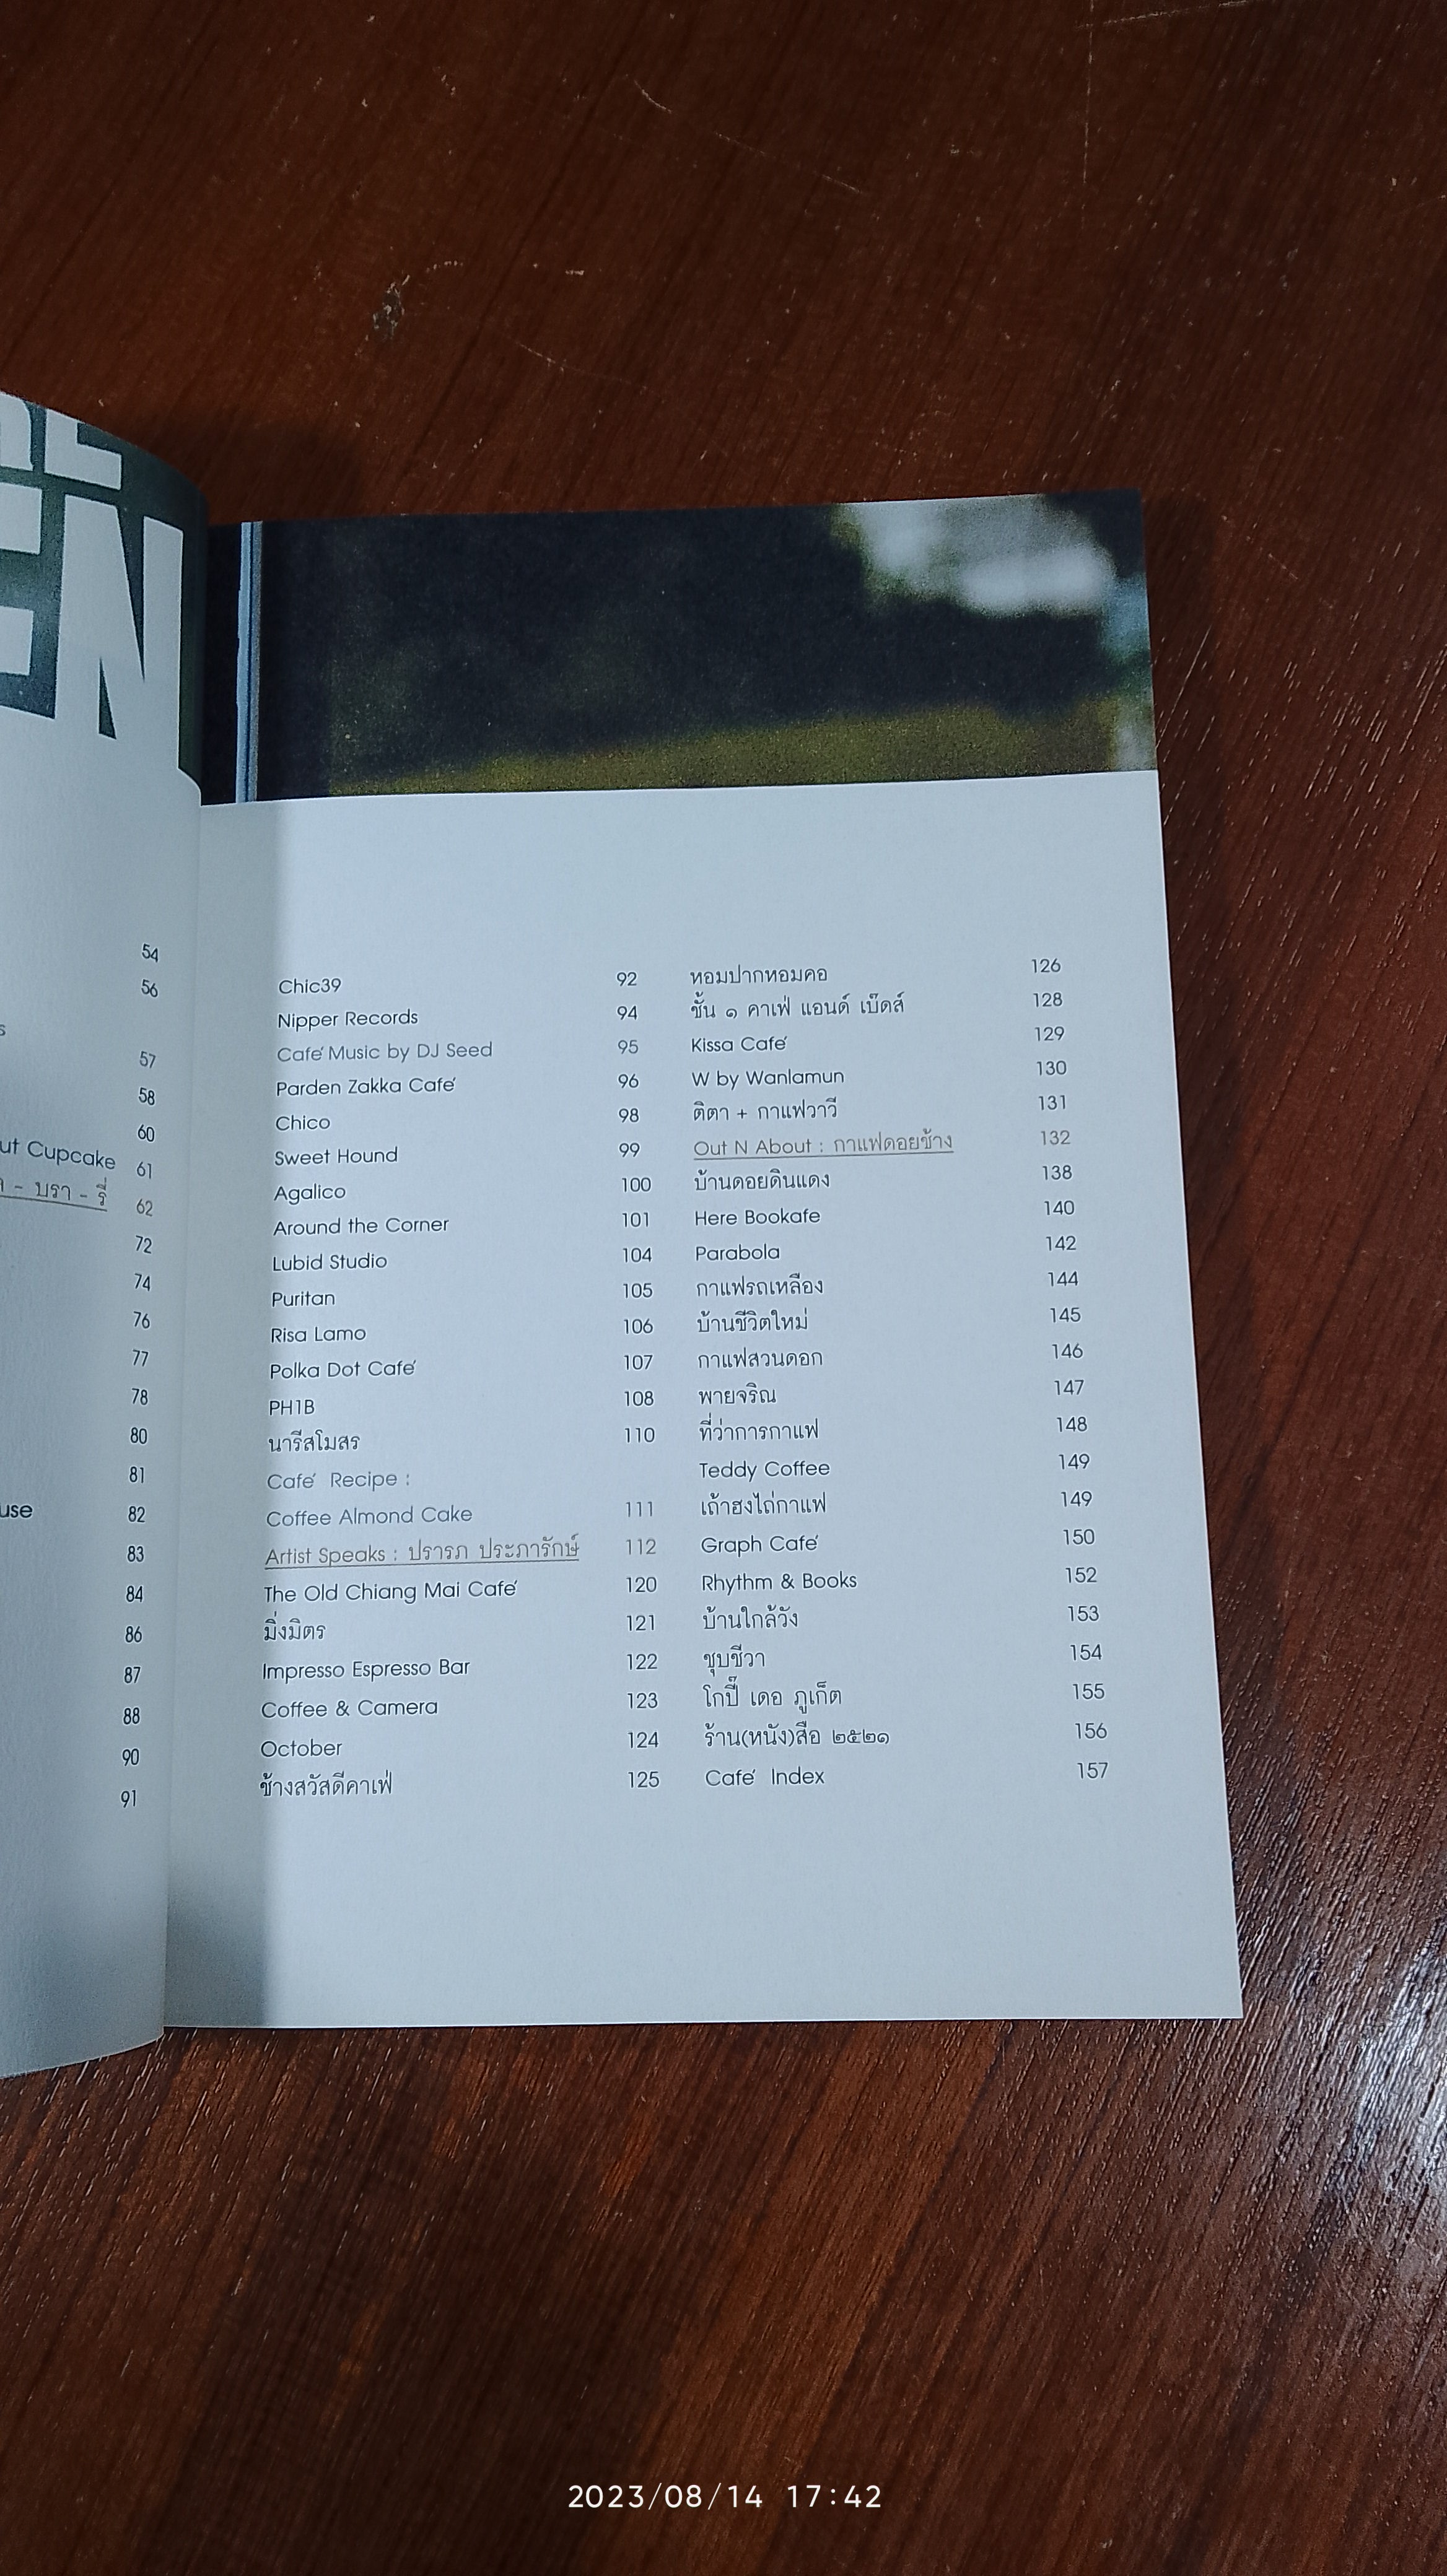 EN
54
56
s
57
58
60
ut Cupcake 61
- บรา - รี่ 62
72
74
76
77
78
80
81
use 82
83
84
86
87
88
90
91
Chic39 92
Nipper Records 94
Café Music by DJ Seed 95
Parden Zakka Café 96
Chico 98
Sweet Hound 99
Agalico 100
Around the Corner 101
Lubid Studio 104
Puritan 105
Risa Lamo 106
Polka Dot Café 107
PH1B 108
นารีสโมสร 110
Café Recipe :
Coffee Almond Cake 111
Artist Speaks : ปรารภ ประภารักษ์ 112
The Old Chiang Mai Café 120
มิ่งมิตร 121
Impresso Espresso Bar 122
Coffee & Camera 123
October 124
ช้างสวัสดีคาเฟ่ 125
หอมปากหอมคอ 126
ชั้น ๑ คาเฟ่ แอนด์ เบ๊ดส์ 128
Kissa Café 129
W by Wanlamun 130
ติตา + กาแฟวาวี 131
Out N About : กาแฟดอยช้าง 132
บ้านดอยดินแดง 138
Here Bookafe 140
Parabola 142
กาแฟรถเหลือง 144
บ้านชีวิตใหม่ 145
กาแฟสวนดอก 146
พายจริณ 147
ที่ว่าการกาแฟ 148
Teddy Coffee 149
เถ้าฮงไถ่กาแฟ 149
Graph Café 150
Rhythm & Books 152
บ้านใกล้วัง 153
ชุบชีวา 154
โกปี๊ เดอ ภูเก็ต 155
ร้าน(หนัง)สือ ๒๕๒๑ 156
Café Index 157
2023/08/14 17:42